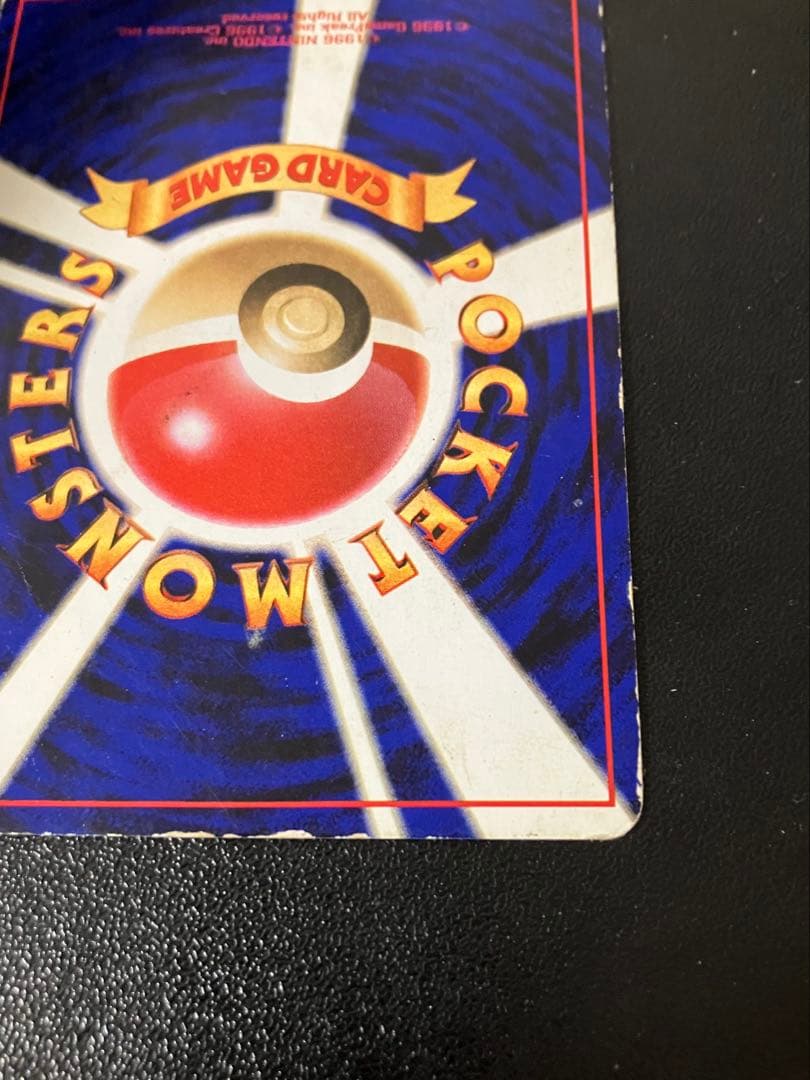 POCKET MONSTERS
CARD GAME
©1996 NINTENDO inc.
©1996 GameFreak inc. ©1996 Creatures inc.
All Rights reserved.